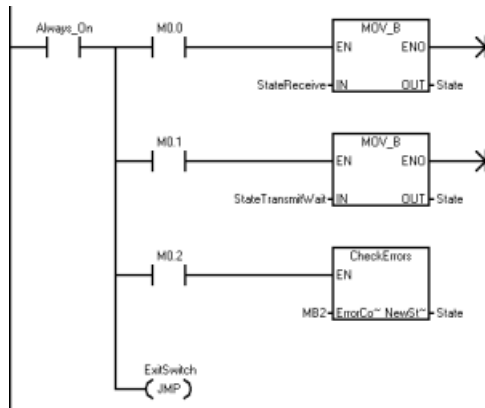 Always_On
M0.0
MOV_B
EN ENO
StateReceive IN OUT State
M0.1
MOV_B
EN ENO
StateTransmitWait IN OUT State
M0.2
CheckErrors
EN
MB2 ErrorCo~ NewSt~ State
ExitSwitch
JMP